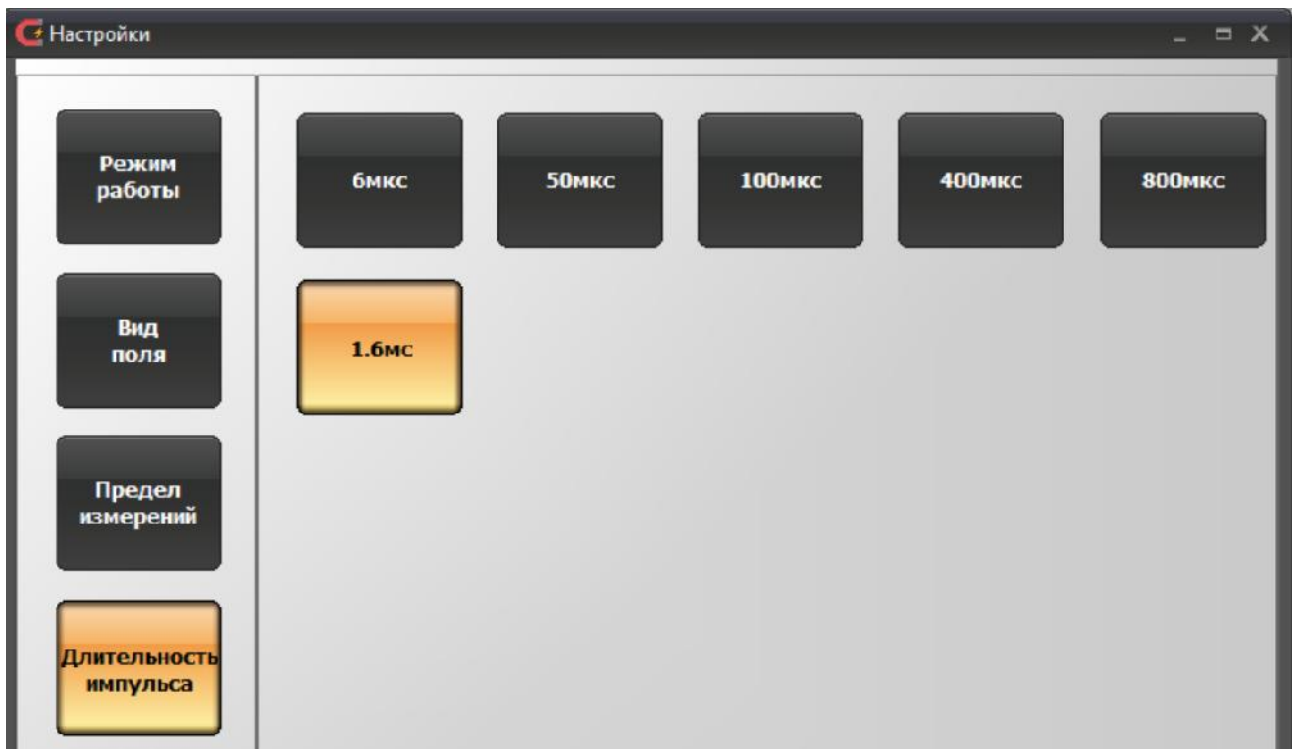 Настройки
Режим
работы
Вид
поля
Предел
измерений
Длительность
импульса
6мкс
50мкс
100мкс
400мкс
800мкс
1.6мс